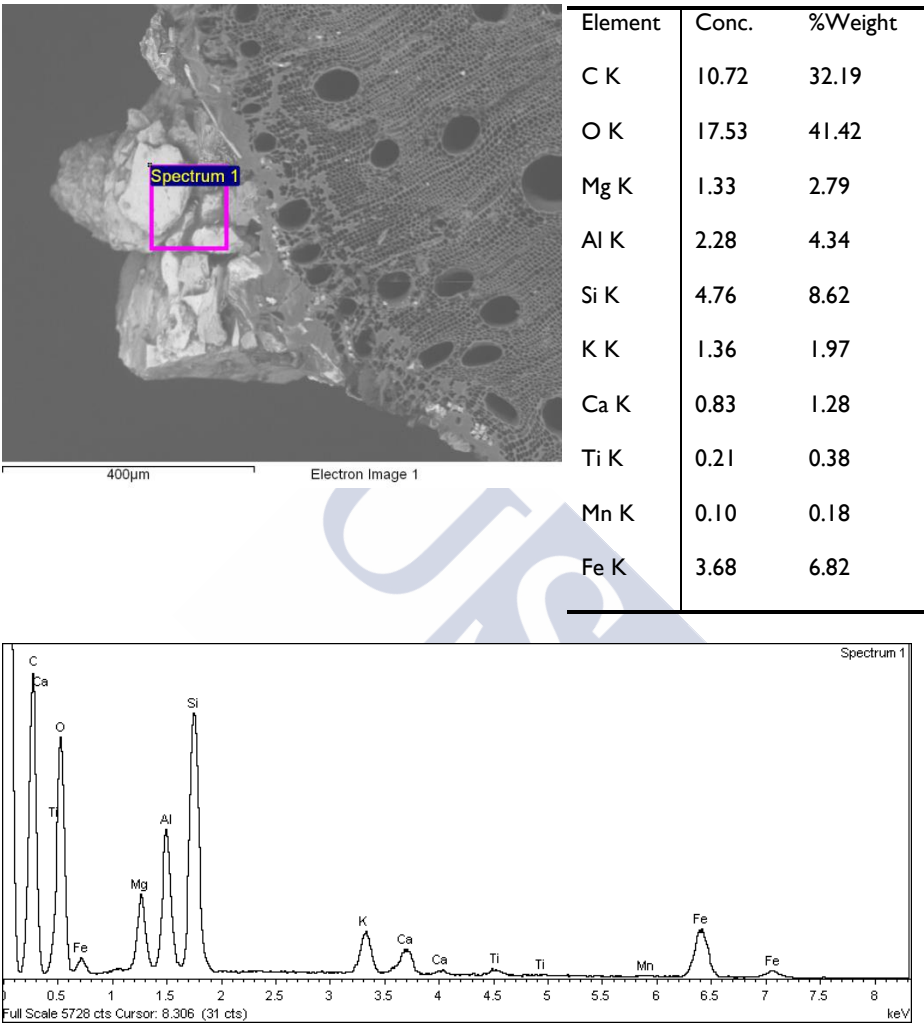 Spectrum 1
400µm Electron Image 1
Element Conc. %Weight
C K 10.72 32.19
O K 17.53 41.42
Mg K 1.33 2.79
Al K 2.28 4.34
Si K 4.76 8.62
K K 1.36 1.97
Ca K 0.83 1.28
Ti K 0.21 0.38
Mn K 0.10 0.18
Fe K 3.68 6.82
US
Spectrum 1
C
Ca
Si
O
Ti
Al
Mg
Fe
K
Ca
Ca
Ti
Ti
Mn
Fe
Fe
0 0.5 1 1.5 2 2.5 3 3.5 4 4.5 5 5.5 6 6.5 7 7.5 8
Full Scale 5728 cts Cursor: 8.306 (31 cts) keV